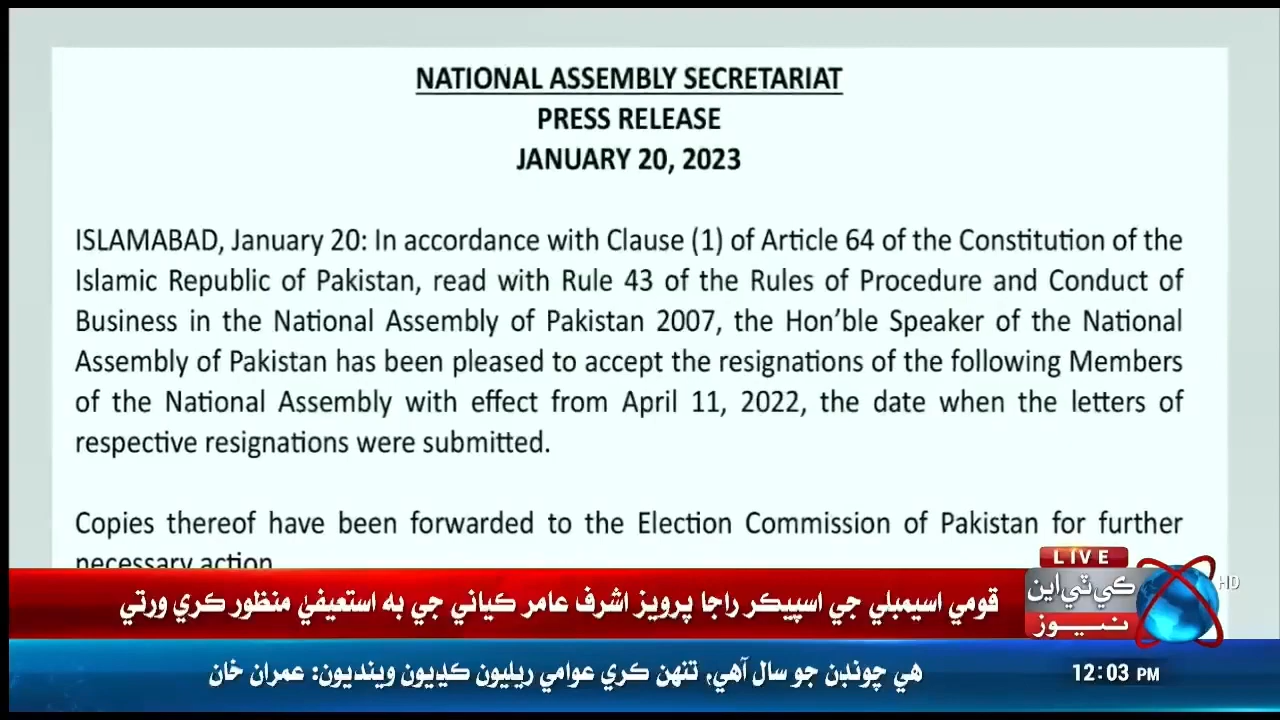 NATIONAL ASSEMBLY SECRETARIAT
PRESS RELEASE
JANUARY 20, 2023
ISLAMABAD, January 20: In accordance with Clause (1) of Article 64 of the Constitution of the
Islamic Republic of Pakistan, read with Rule 43 of the Rules of Procedure and Conduct of
Business in the National Assembly of Pakistan 2007, the Hon’ble Speaker of the National
Assembly of Pakistan has been pleased to accept the resignations of the following Members
of the National Assembly with effect from April 11, 2022, the date when the letters of
respective resignations were submitted.
Copies thereof have been forwarded to the Election Commission of Pakistan for further
necessary action
LIVE
ڪي ٽي اين
نيوز
HD
قومي اسيمبلي جي اسپيڪر راجا پرويز اشرف عامر ڪياني جي به استعيفيٰ منظور ڪري ورتي
هي چونڊن جو سال آهي، تنهن ڪري عوامي ريليون ڪڍيون وينديون: عمران خان
12:03 PM